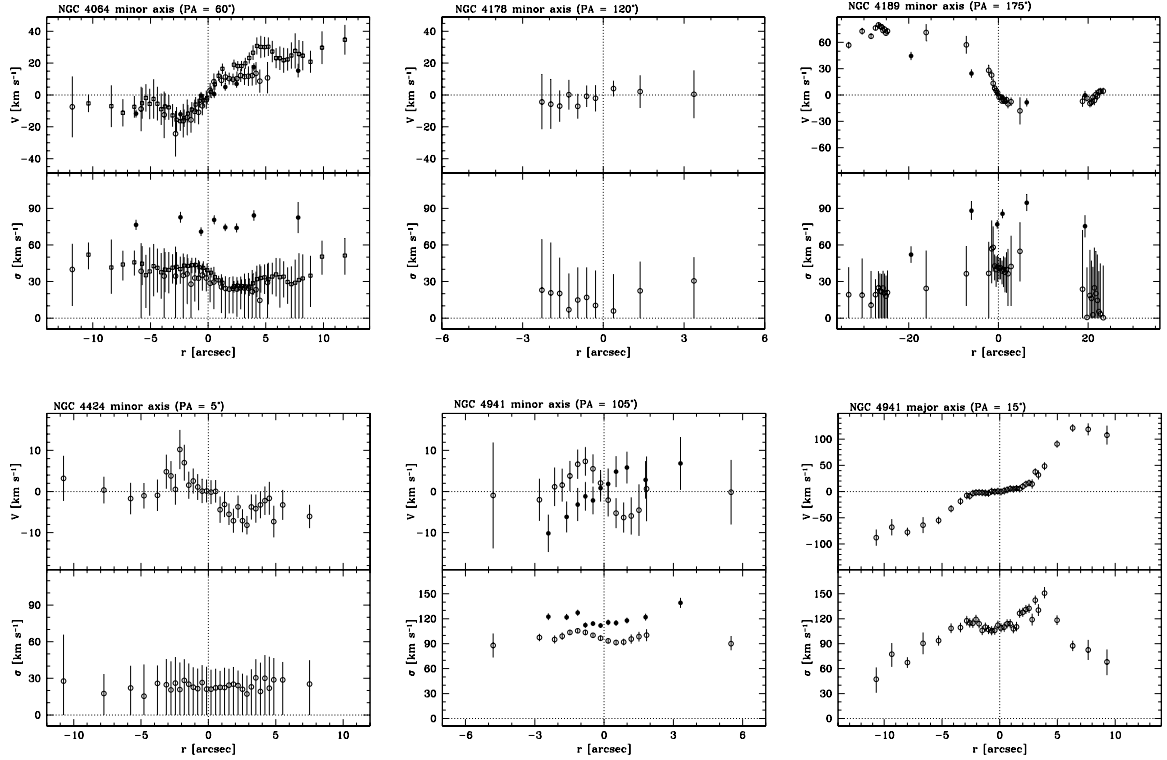 NGC 4064 minor axis (PA = 60°)
NGC 4178 minor axis (PA = 120°)
NGC 4189 minor axis (PA = 175°)
V [km s⁻¹]
40
20
0
−20
−40
V [km s⁻¹]
40
20
0
−20
−40
V [km s⁻¹]
60
30
0
−30
−60
σ [km s⁻¹]
90
60
30
0
σ [km s⁻¹]
90
60
30
0
σ [km s⁻¹]
90
60
30
0
−10 −5 0 5 10
−6 −3 0 3 6
−20 0 20
r [arcsec]
r [arcsec]
r [arcsec]
NGC 4424 minor axis (PA = 5°)
NGC 4941 minor axis (PA = 105°)
NGC 4941 major axis (PA = 15°)
V [km s⁻¹]
10
0
−10
V [km s⁻¹]
10
0
−10
V [km s⁻¹]
100
50
0
−50
−100
σ [km s⁻¹]
90
60
30
0
σ [km s⁻¹]
150
120
90
60
30
0
σ [km s⁻¹]
150
120
90
60
30
0
−10 −5 0 5 10
−6 −3 0 3 6
−10 −5 0 5 10
r [arcsec]
r [arcsec]
r [arcsec]